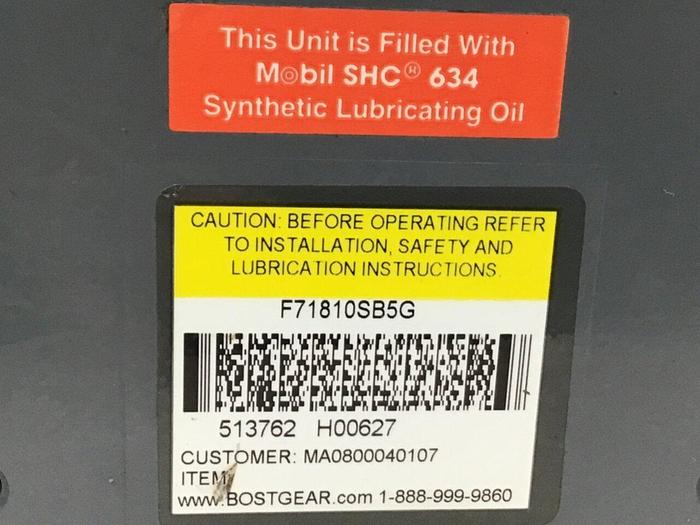 This Unit is Filled With
Mobil SHC® 634
Synthetic Lubricating Oil
CAUTION: BEFORE OPERATING REFER
TO INSTALLATION, SAFETY AND
LUBRICATION INSTRUCTIONS.
F71810SB5G
513762 H00627
CUSTOMER: MA0800040107
ITEM:
www.BOSTGEAR.com 1-888-999-9860